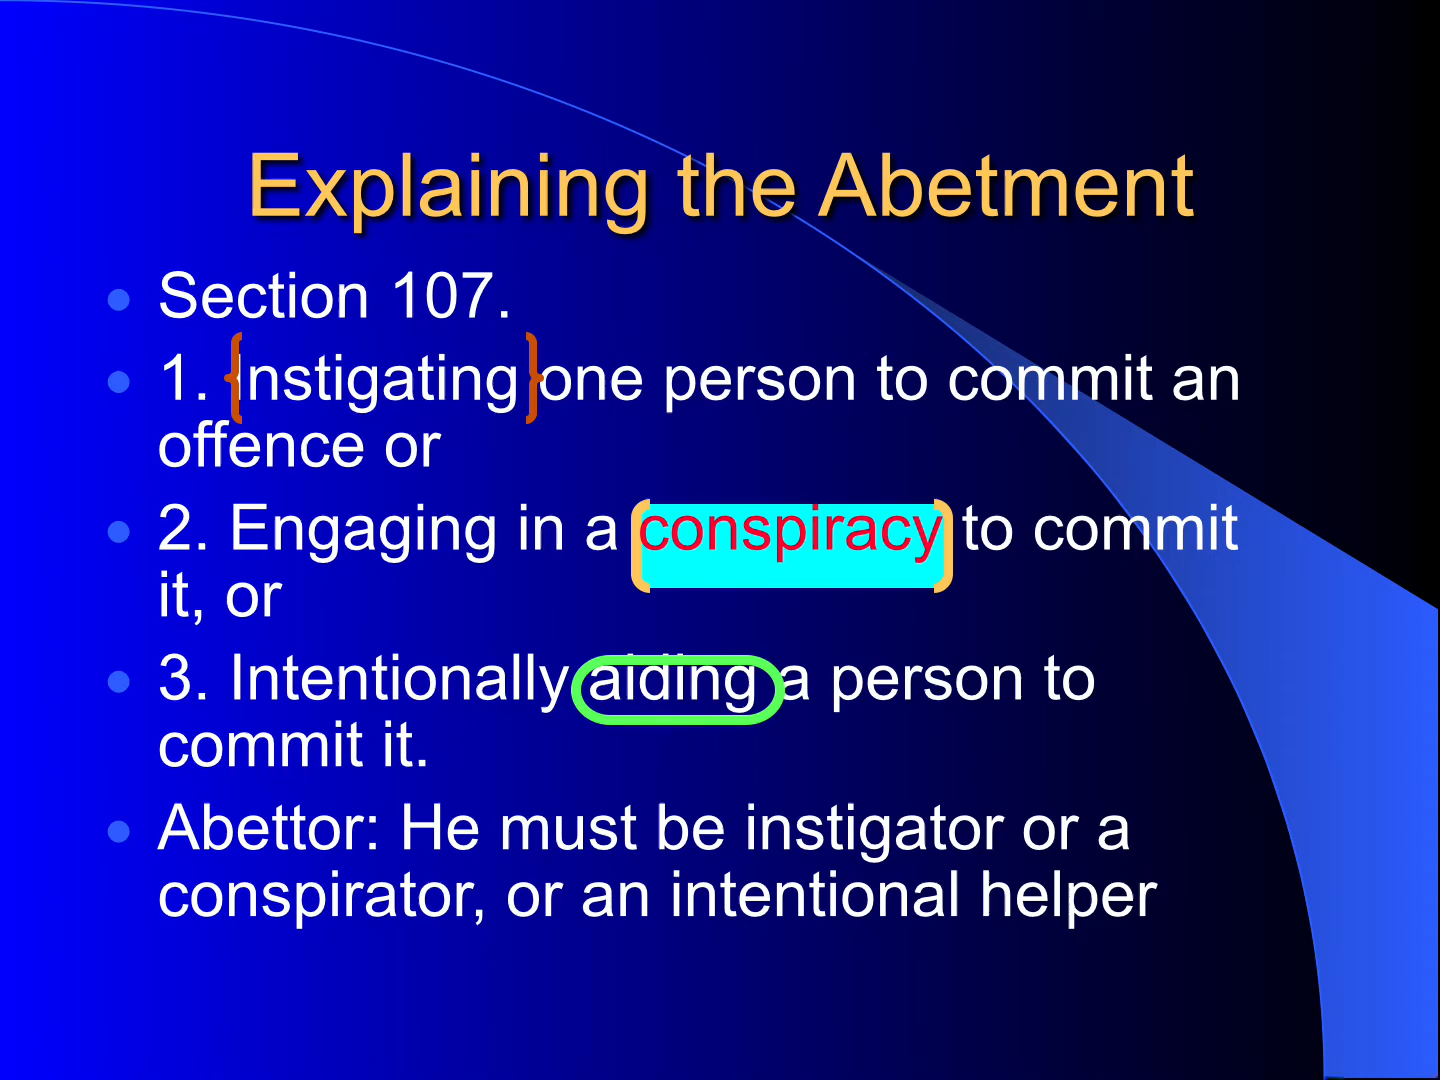 Explaining the Abetment
Section 107.
1. Instigating one person to commit an
offence or
2. Engaging in a conspiracy to commit
it, or
3. Intentionally aiding a person to
commit it.
Abettor: He must be instigator or a
conspirator, or an intentional helper